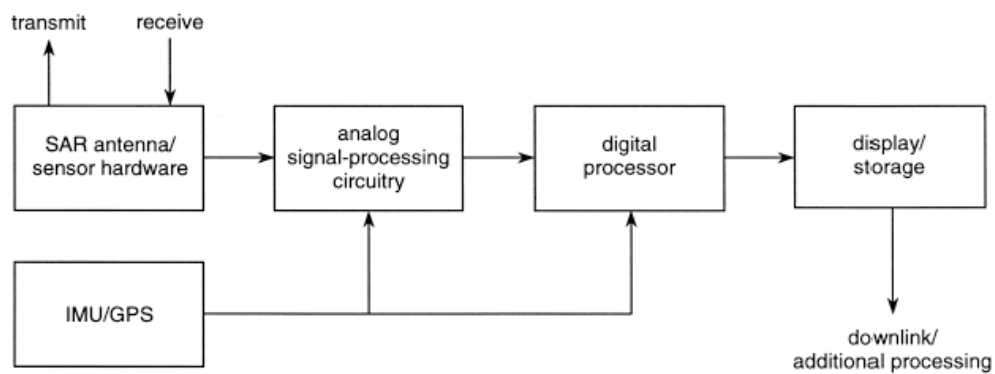 transmit
receive
SAR antenna/
sensor hardware
analog
signal-processing
circuitry
digital
processor
display/
storage
IMU/GPS
downlink/
additional processing